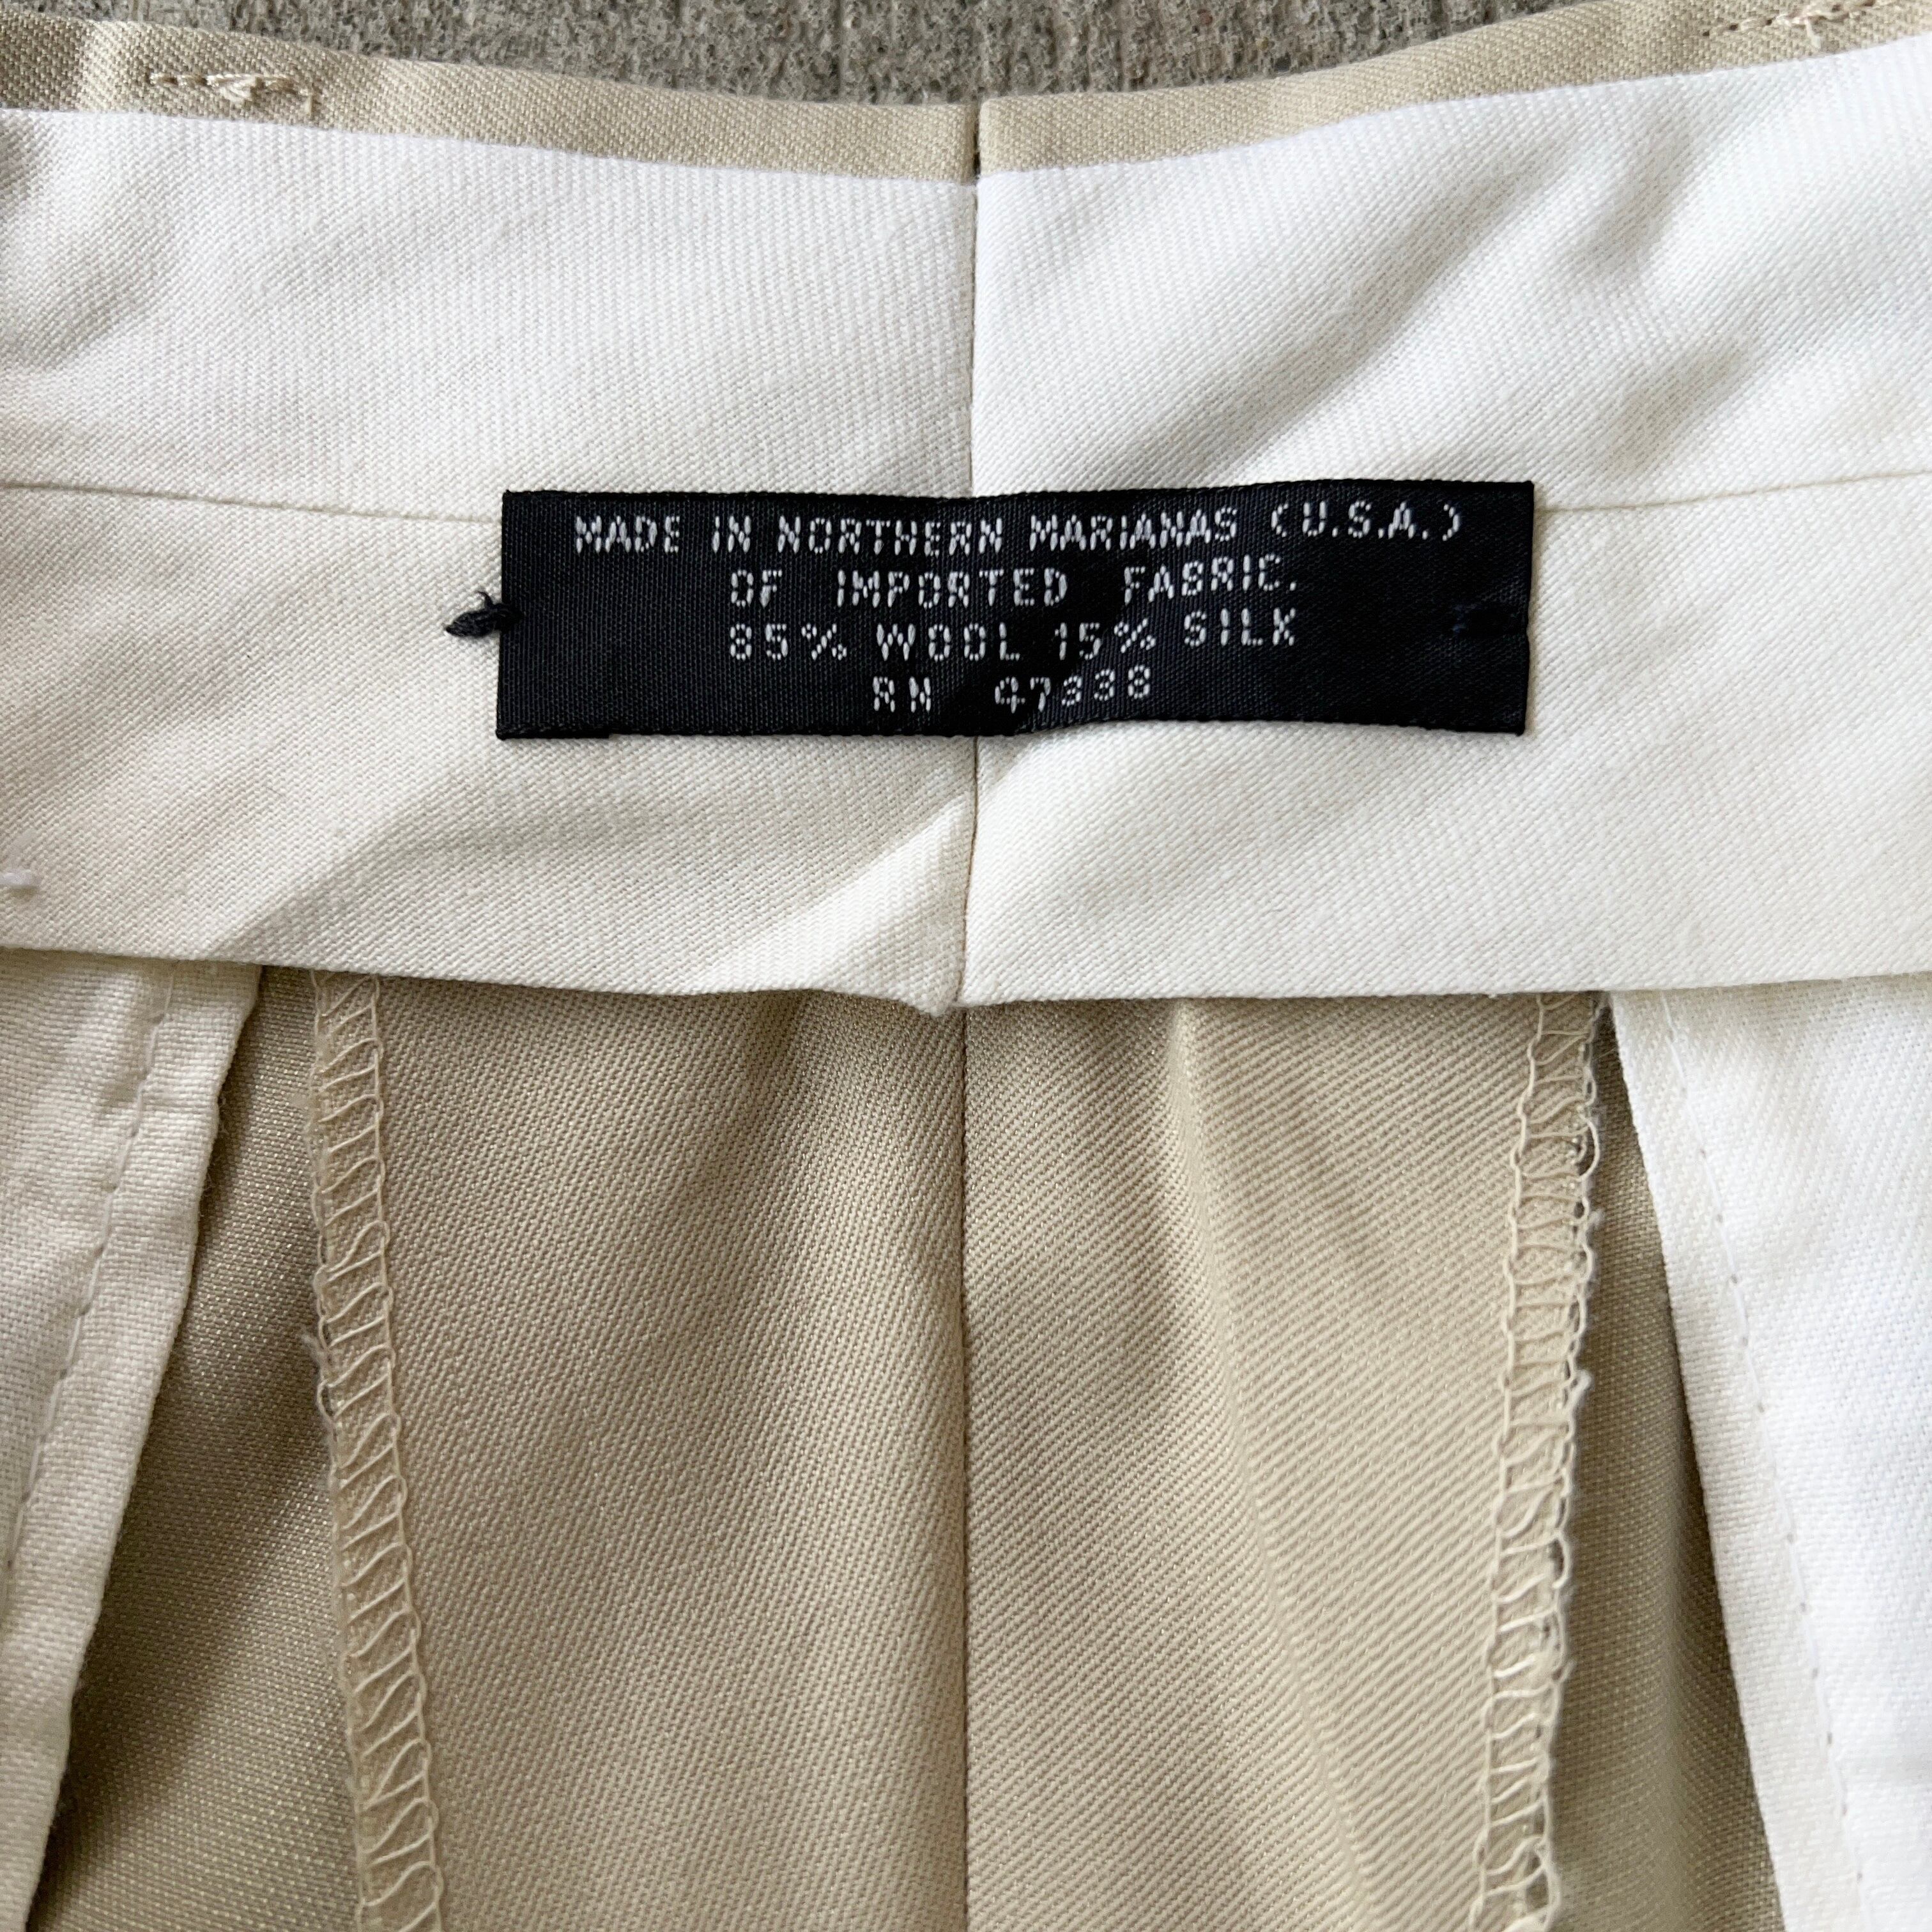 MADE IN NORTHERN MARIANAS (U.S.A.)
OF IMPORTED FABRIC.
85% WOOL 15% SILK
RN 47338